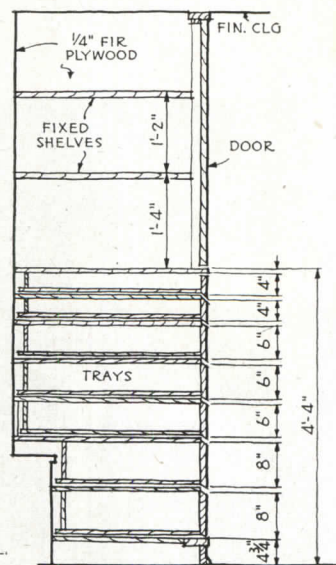 FIN. CLG
1/4" FIR
PLYWOOD
FIXED
SHELVES
1'-2"
DOOR
1'-4"
4"
4"
6"
TRAYS
6"
6"
4'-4"
8"
8"
4 3/4"